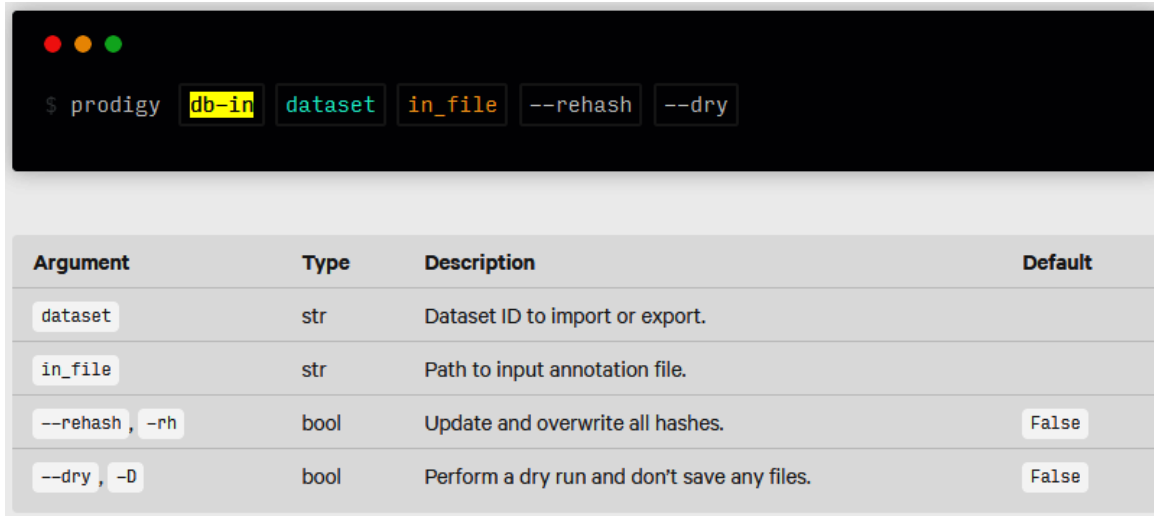 $ prodigy db-in dataset in_file --rehash --dry
Argument Type Description Default
dataset str Dataset ID to import or export.
in_file str Path to input annotation file.
--rehash , -rh bool Update and overwrite all hashes. False
--dry , -D bool Perform a dry run and don’t save any files. False